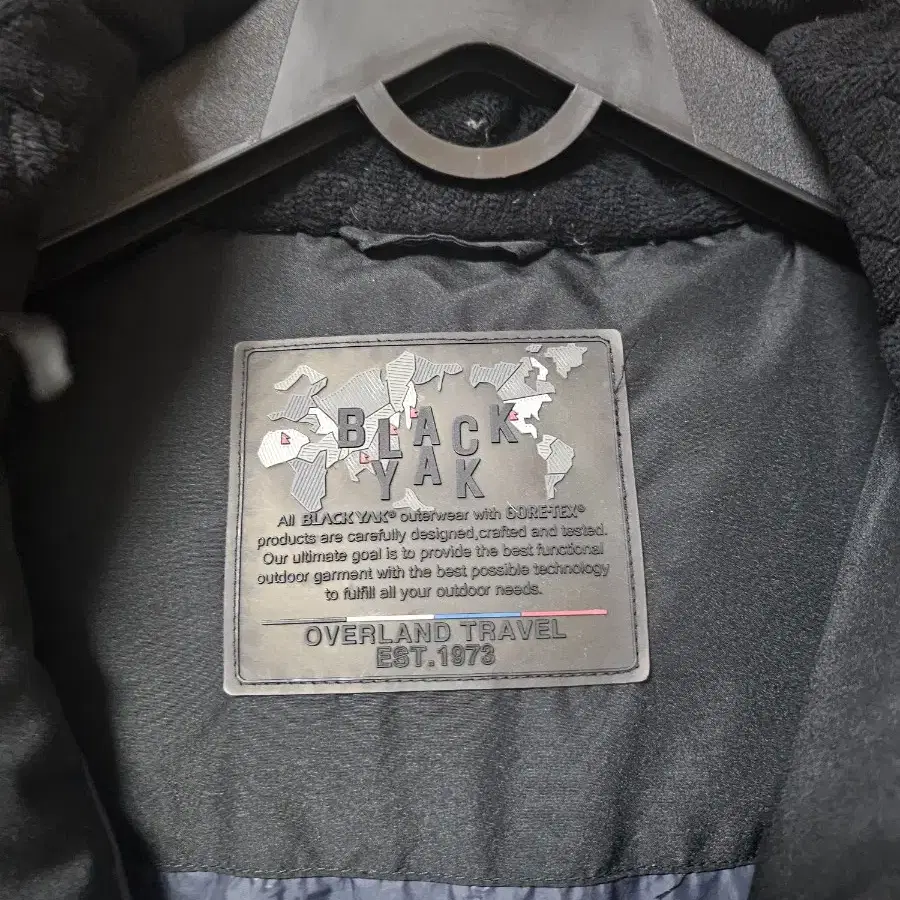 BLACK
YAK
All BLACK YAK® outerwear with GORE-TEX®
products are carefully designed,crafted and tested.
Our ultimate goal is to provide the best functional
outdoor garment with the best possible technology
to fulfill all your outdoor needs.
OVERLAND TRAVEL
EST.1973